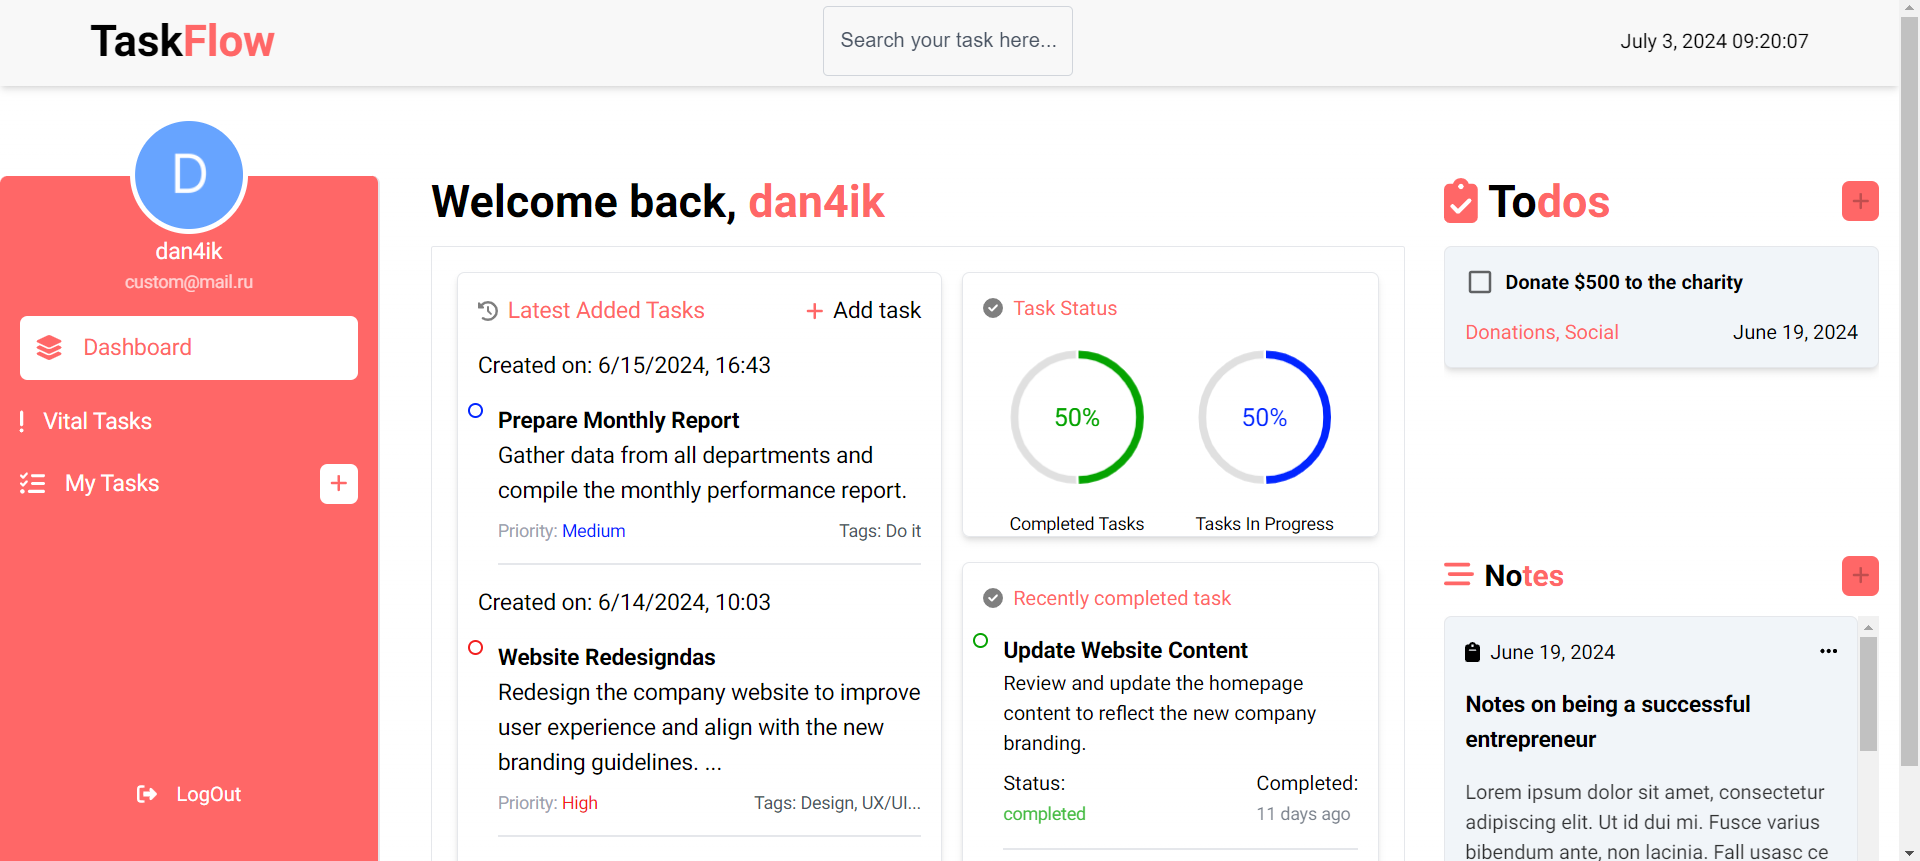 TaskFlow
Search your task here...
July 3, 2024 09:20:07
D
dan4ik
custom@mail.ru
Dashboard
Vital Tasks
My Tasks
LogOut
Welcome back, dan4ik
Latest Added Tasks
Add task
Created on: 6/15/2024, 16:43
Prepare Monthly Report
Gather data from all departments and
compile the monthly performance report.
Priority: Medium
Tags: Do it
Created on: 6/14/2024, 10:03
Website Redesigndas
Redesign the company website to improve
user experience and align with the new
branding guidelines. ...
Priority: High
Tags: Design, UX/UI...
Task Status
50%
50%
Completed Tasks
Tasks In Progress
Recently completed task
Update Website Content
Review and update the homepage
content to reflect the new company
branding.
Status:
Completed:
completed
11 days ago
Todos
Donate $500 to the charity
Donations, Social
June 19, 2024
Notes
June 19, 2024
Notes on being a successful
entrepreneur
Lorem ipsum dolor sit amet, consectetur
adipiscing elit. Ut id dui mi. Fusce varius
bibendum ante, non lacinia. Fall usasc ce